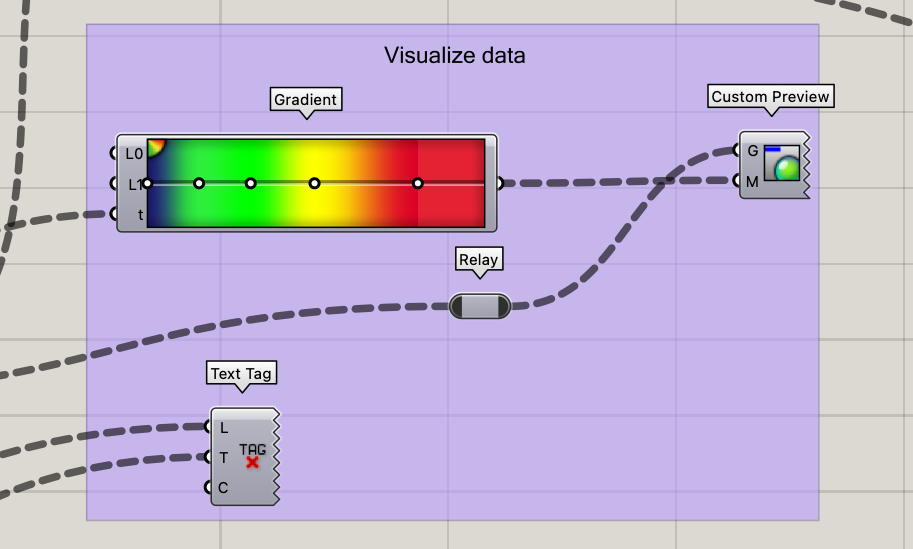 Visualize data
Gradient
Custom Preview
L0
L1
t
G
M
Relay
Text Tag
L
T
C
TAG